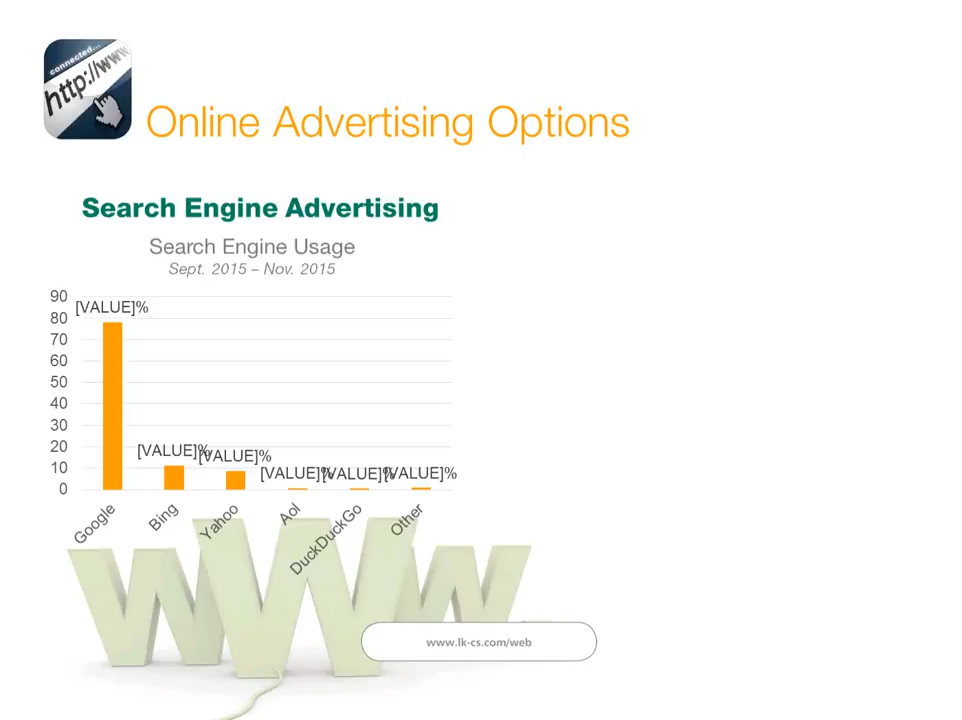 connected...
http://www
Online Advertising Options
Search Engine Advertising
Search Engine Usage
Sept. 2015 – Nov. 2015
90
80
70
60
50
40
30
20
10
0
[VALUE]%
[VALUE]%
[VALUE]%
[VALUE]%
[VALUE]%
[VALUE]%
Google
Bing
Yahoo
Aol
DuckDuckGo
Other
www
www.lk-cs.com/web